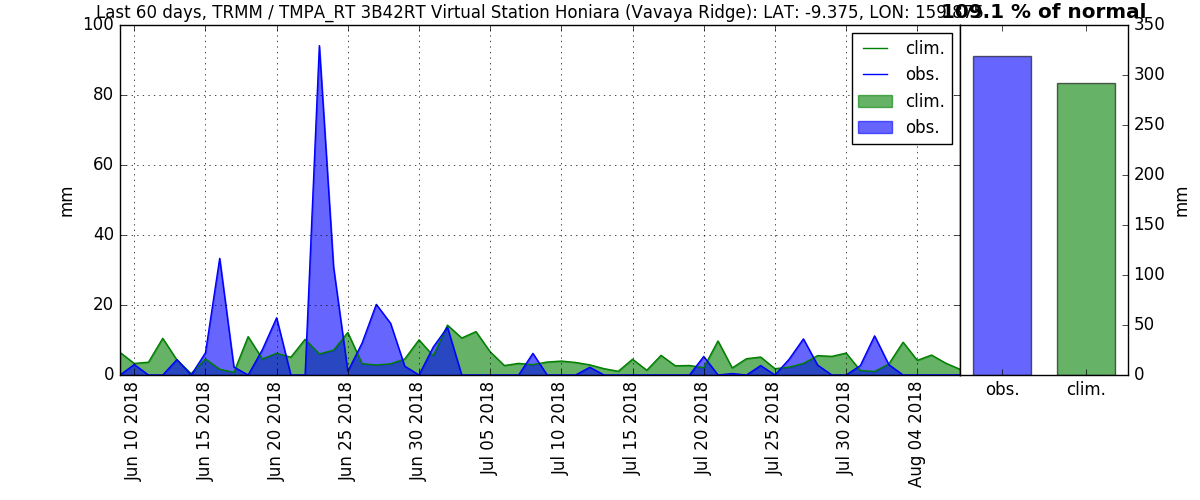 Last 60 days, TRMM / TMPA_RT 3B42RT Virtual Station Honiara (Vavaya Ridge): LAT: -9.375, LON: 159.875
109.1 % of normal
100
80
60
40
20
0
mm
clim.
obs.
clim.
obs.
350
300
250
200
150
100
50
0
mm
obs.
clim.
Jun 10 2018
Jun 15 2018
Jun 20 2018
Jun 25 2018
Jun 30 2018
Jul 05 2018
Jul 10 2018
Jul 15 2018
Jul 20 2018
Jul 25 2018
Jul 30 2018
Aug 04 2018